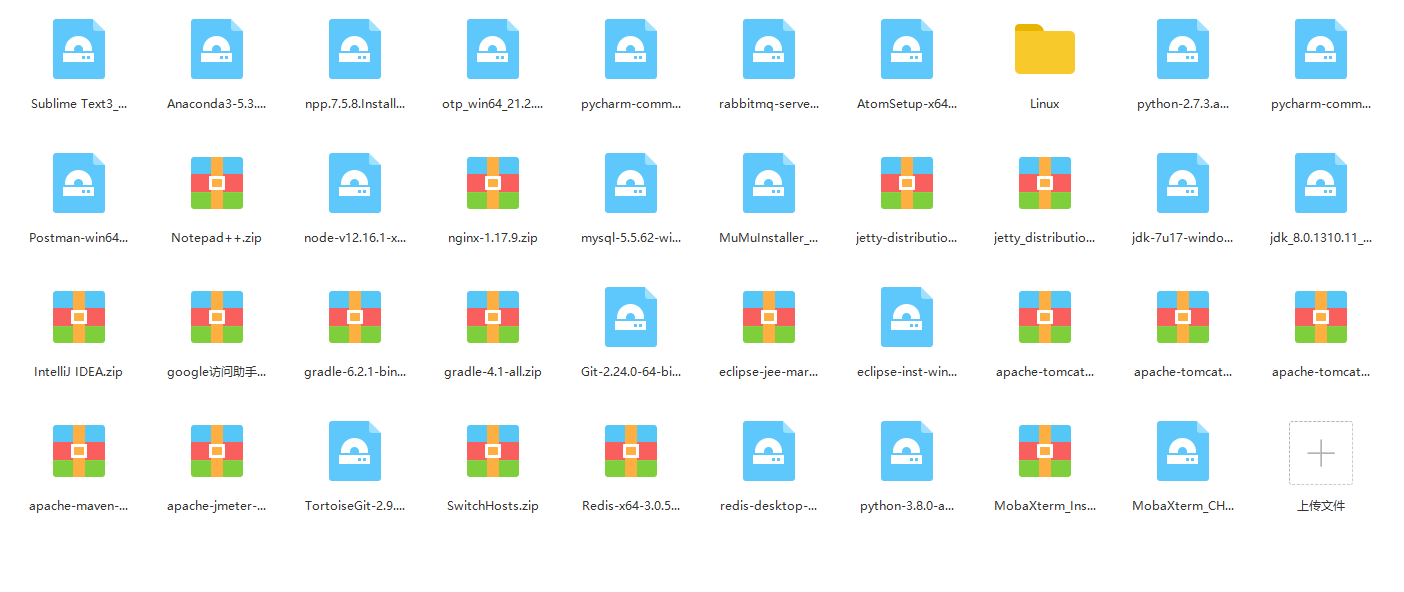 Sublime Text3_...
Anaconda3-5.3....
npp.7.5.8.Install...
otp_win64_21.2....
pycharm-comm...
rabbitmq-serve...
AtomSetup-x64...
Linux
python-2.7.3.a...
pycharm-comm...
Postman-win64...
Notepad++.zip
node-v12.16.1-x...
nginx-1.17.9.zip
mysql-5.5.62-wi...
MuMuInstaller_...
jetty-distributio...
jetty_distributio...
jdk-7u17-windo...
jdk_8.0.1310.11_...
IntelliJ IDEA.zip
google访问助手...
gradle-6.2.1-bin...
gradle-4.1-all.zip
Git-2.24.0-64-bi...
eclipse-jee-mar...
eclipse-inst-win...
apache-tomcat...
apache-tomcat...
apache-tomcat...
apache-maven-...
apache-jmeter-...
TortoiseGit-2.9....
SwitchHosts.zip
Redis-x64-3.0.5...
redis-desktop-...
python-3.8.0-a...
MobaXterm_Ins...
MobaXterm_CH...
上传文件